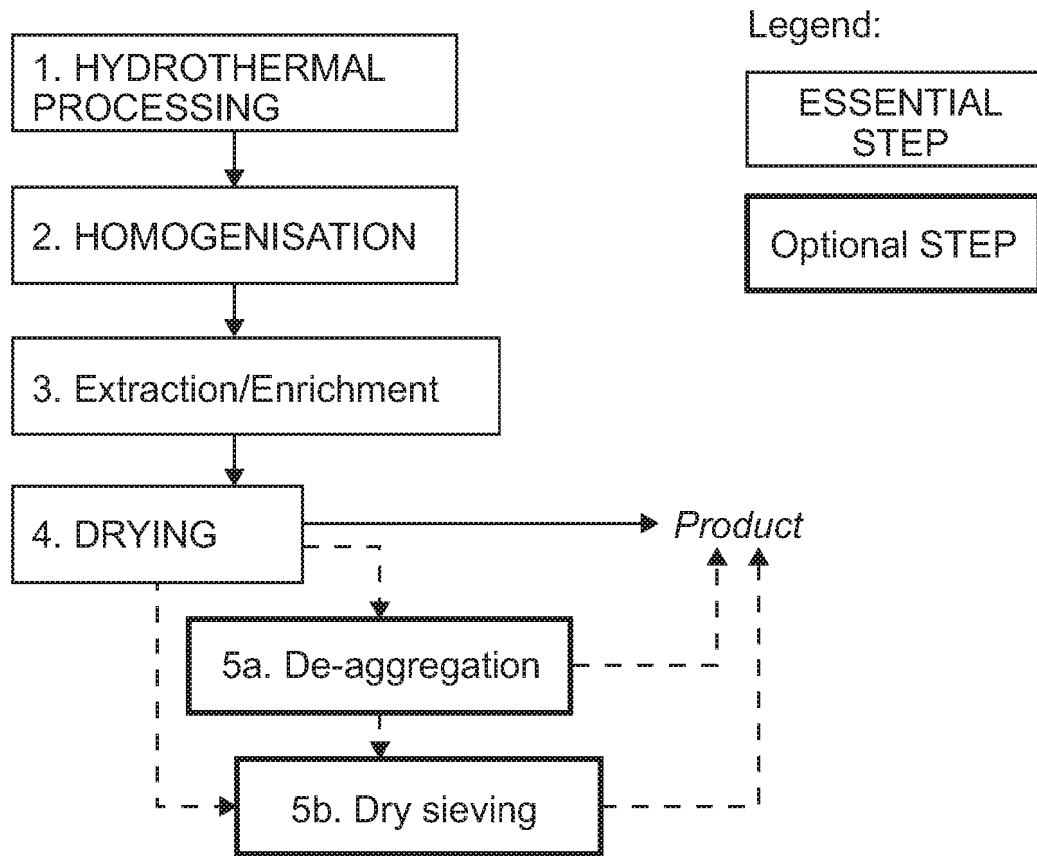 Legend:
1. HYDROTHERMAL
PROCESSING
ESSENTIAL
STEP
2. HOMOGENISATION
Optional STEP
3. Extraction/Enrichment
4. DRYING
Product
5a. De-aggregation
5b. Dry sieving